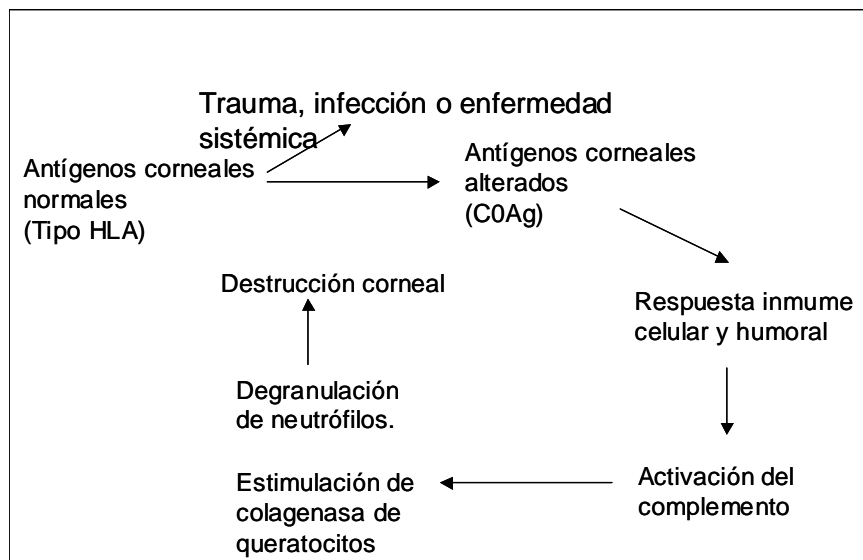 Trauma, infección o enfermedad
sistémica
Antígenos corneales
normales
(Tipo HLA)
Antígenos corneales
alterados
(C0Ag)
Respuesta inmume
celular y humoral
Activación del
complemento
Estimulación de
colagenasa de
queratocitos
Degranulación
de neutrófilos.
Destrucción corneal